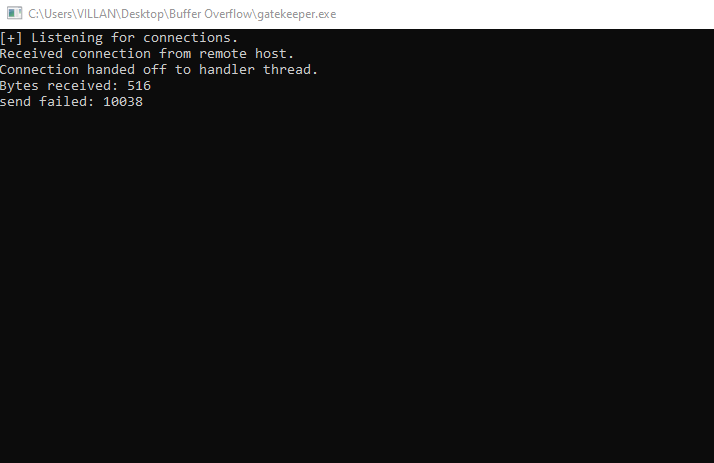 C:\Users\VILLAN\Desktop\Buffer Overflow\gatekeeper.exe
[+] Listening for connections.
Received connection from remote host.
Connection handed off to handler thread.
Bytes received: 516
send failed: 10038